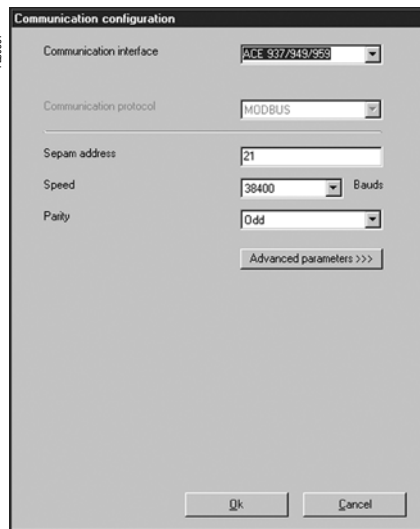 Communication configuration
Communication interface ACE 937/949/959
Communication protocol MODBUS
Sepam address 21
Speed 38400 Bauds
Parity Odd
Advanced parameters >>>
Ok Cancel